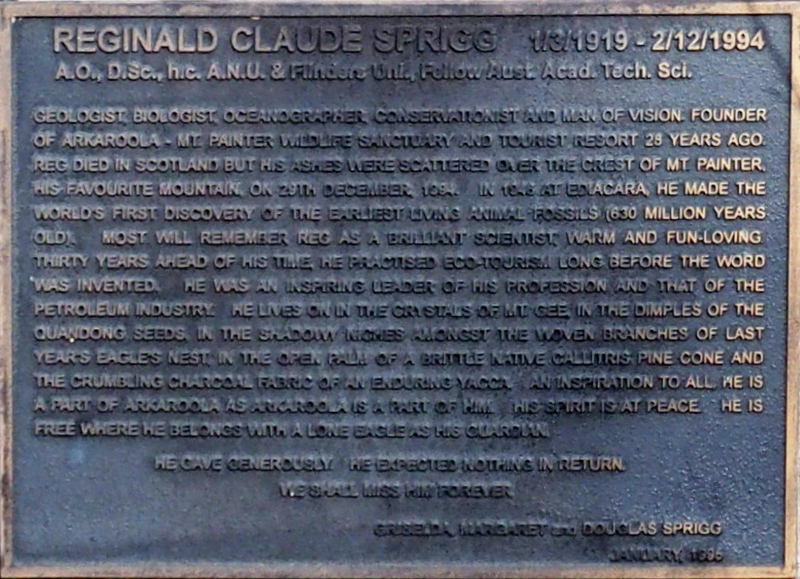 REGINALD CLAUDE SPRIGG 1/3/1919 - 2/12/1994
A.O., D.Sc., h.c. A.N.U. & Flinders Uni., Fellow Aust. Acad. Tech. Sci.
GEOLOGIST, BIOLOGIST, OCEANOGRAPHER, CONSERVATIONIST AND MAN OF VISION. FOUNDER
OF ARKAROOLA - MT. PAINTER WILDLIFE SANCTUARY AND TOURIST RESORT 26 YEARS AGO.
REG DIED IN SCOTLAND BUT HIS ASHES WERE SCATTERED OVER THE CREST OF MT PAINTER,
HIS FAVOURITE MOUNTAIN, ON 29TH DECEMBER, 1994. IN 1946 AT EDIACARA, HE MADE THE
WORLD'S FIRST DISCOVERY OF THE EARLIEST LIVING ANIMAL FOSSILS (630 MILLION YEARS
OLD). MOST WILL REMEMBER REG AS A BRILLIANT SCIENTIST, WARM AND FUN-LOVING.
THIRTY YEARS AHEAD OF HIS TIME, HE PRACTISED ECO-TOURISM LONG BEFORE THE WORD
WAS INVENTED. HE WAS AN INSPIRING LEADER OF HIS PROFESSION AND THAT OF THE
PETROLEUM INDUSTRY. HE LIVES ON IN THE CRYSTALS OF MT. GEE, IN THE DIMPLES OF THE
QUANDONG SEEDS, IN THE SHADOWY NICHES AMONGST THE WOVEN BRANCHES OF LAST
YEAR'S EAGLE'S NEST, IN THE OPEN PALM OF A BRITTLE NATIVE CALLITRIS PINE CONE AND
THE CRUMBLING CHARCOAL FABRIC OF AN ENDURING YACCA. AN INSPIRATION TO ALL, HE IS
A PART OF ARKAROOLA AS ARKAROOLA IS A PART OF HIM. HIS SPIRIT IS AT PEACE. HE IS
FREE WHERE HE BELONGS WITH A LONE EAGLE AS HIS GUARDIAN.
HE GAVE GENEROUSLY. HE EXPECTED NOTHING IN RETURN.
WE SHALL MISS HIM FOREVER.
GRISELDA, MARGARET and DOUGLAS SPRIGG
JANUARY,